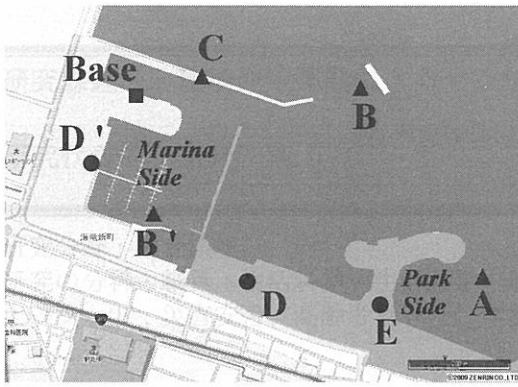 C
Base
B
D'
Marina
Side
B'
Park
Side
A
D
E
©2009 ZENRIN CO.,LTD